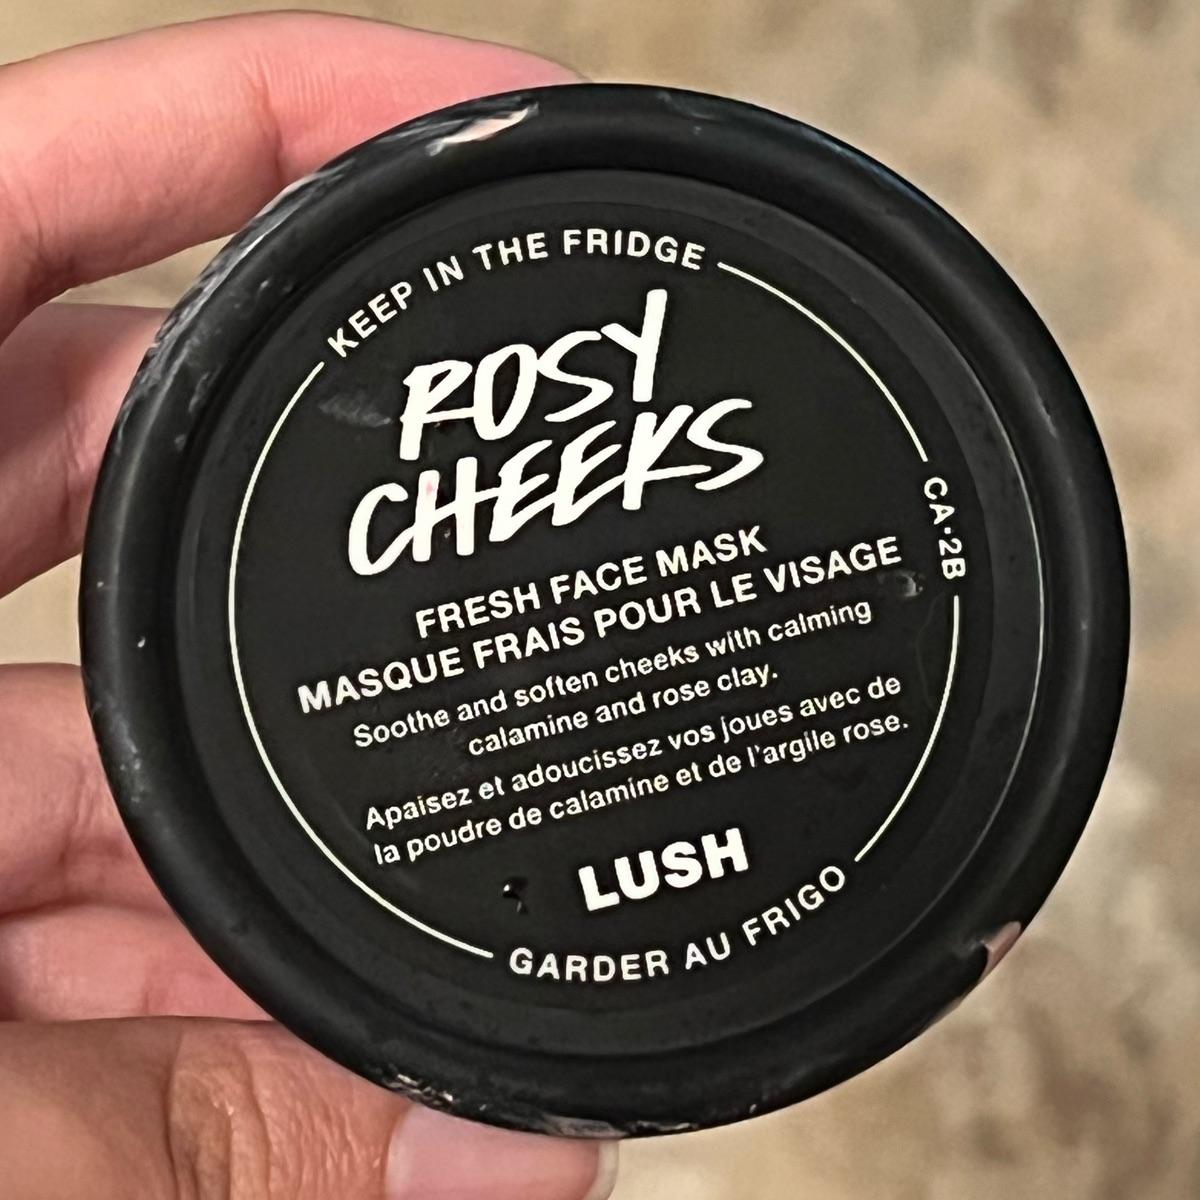 KEEP IN THE FRIDGE
ROSY
CHEEKS
CA·2B
FRESH FACE MASK
MASQUE FRAIS POUR LE VISAGE
Soothe and soften cheeks with calming
calamine and rose clay.
Apaisez et adoucissez vos joues avec de
la poudre de calamine et de l'argile rose.
LUSH
GARDER AU FRIGO